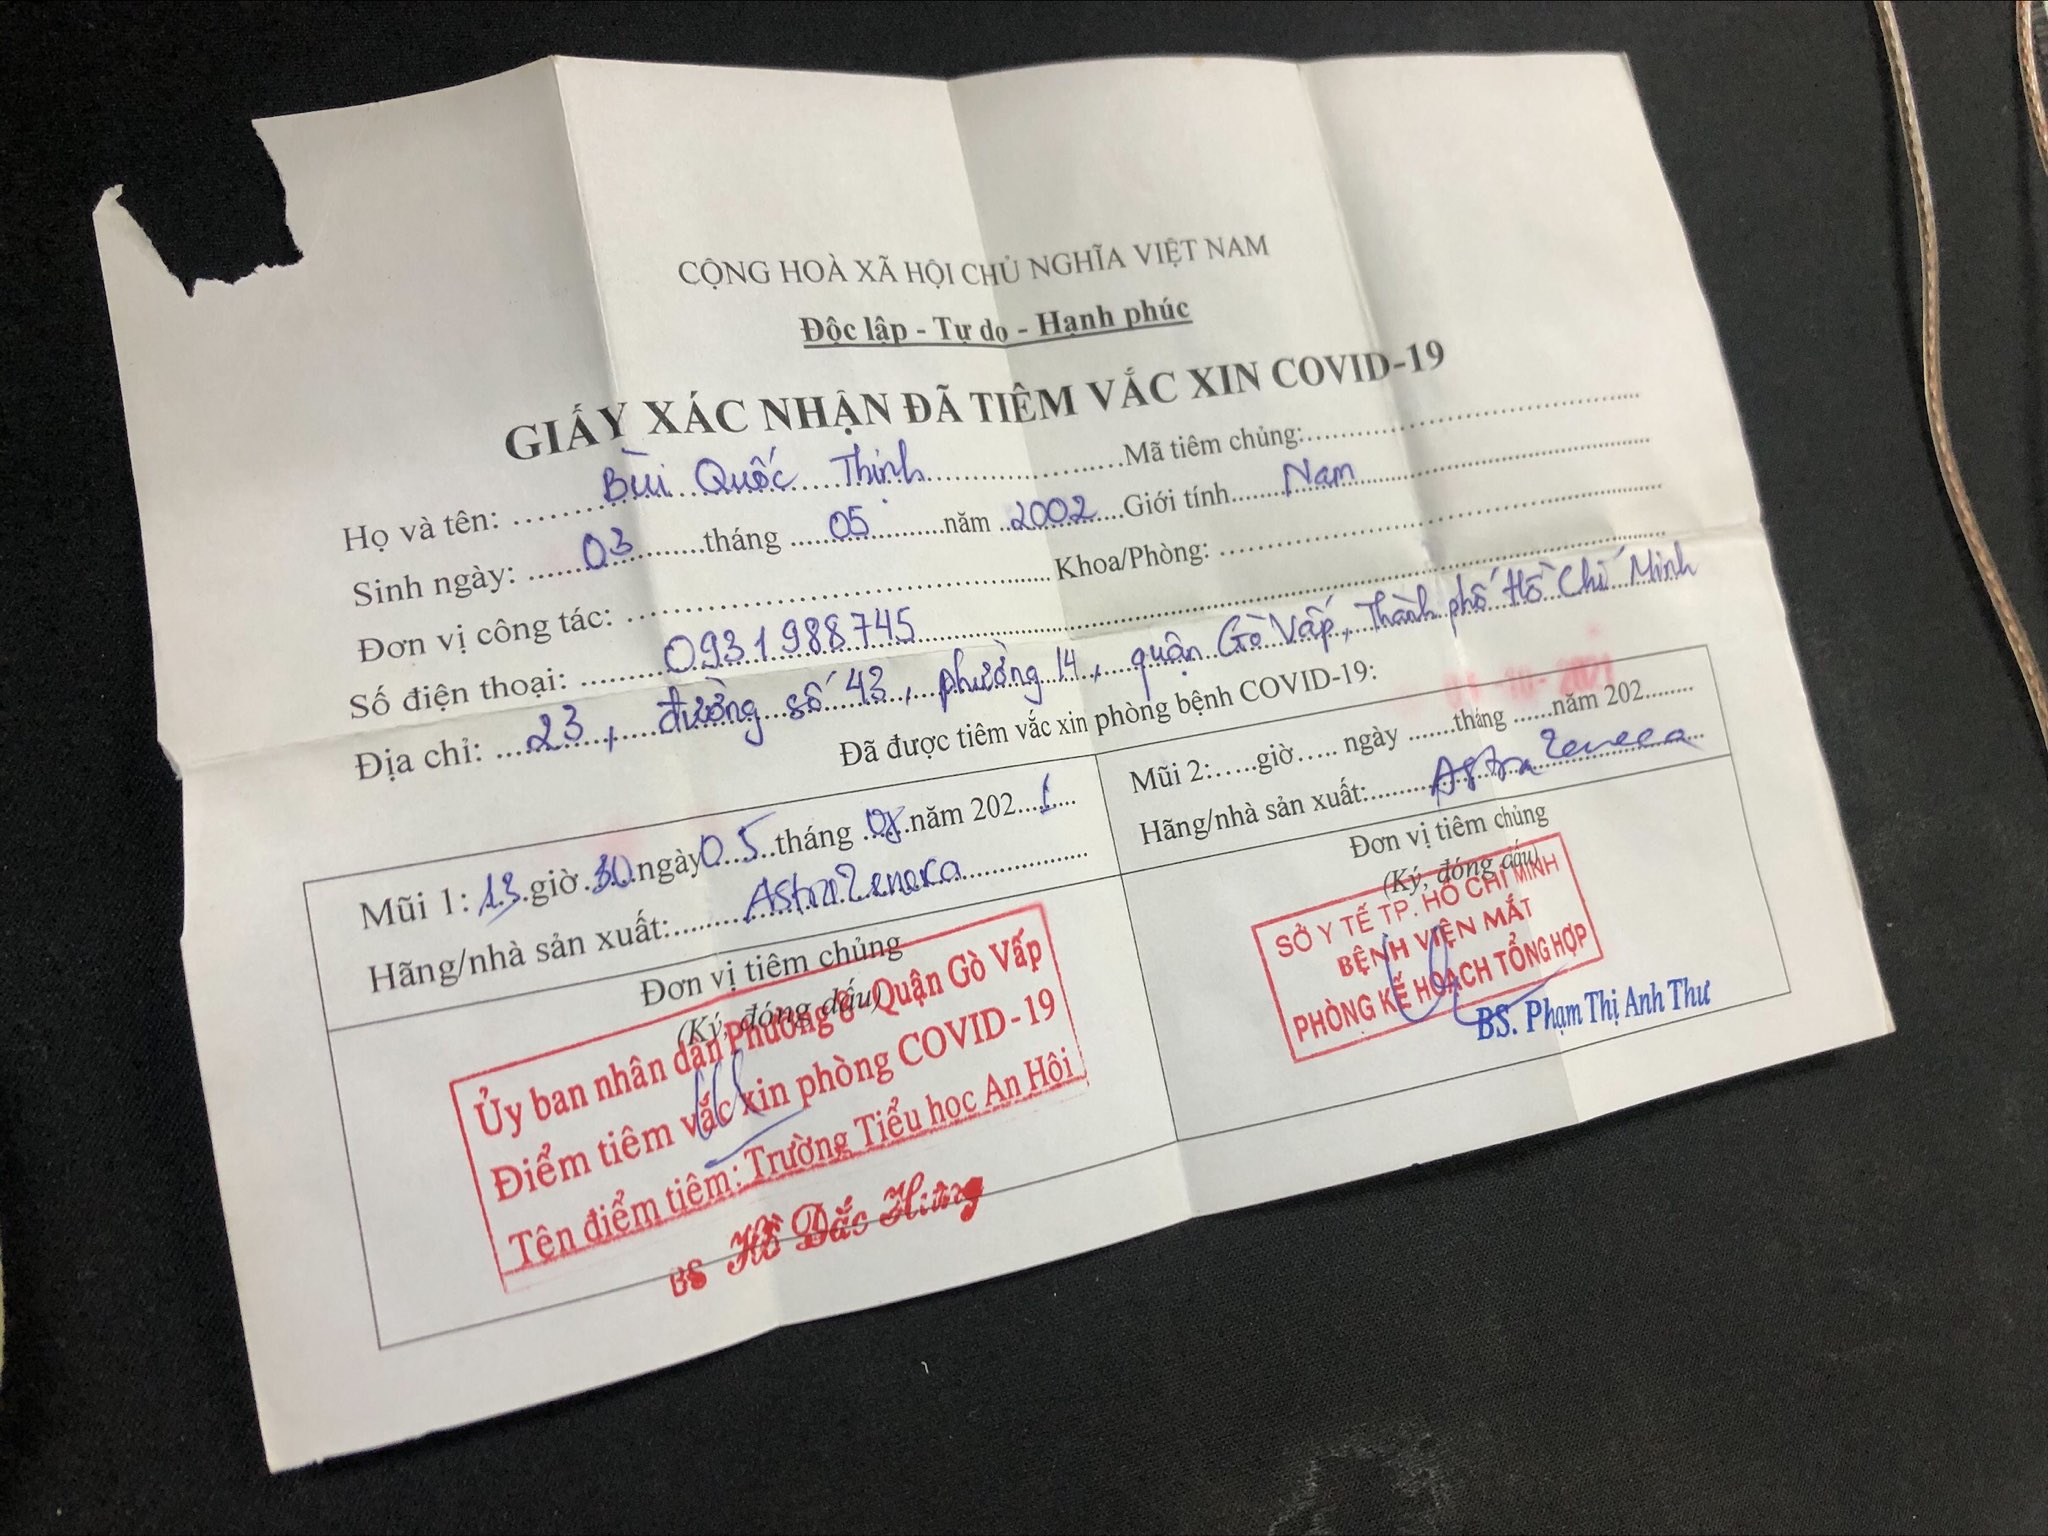 CỘNG HOÀ XÃ HỘI CHỦ NGHĨA VIỆT NAM
Độc lập - Tự do - Hạnh phúc
GIẤY XÁC NHẬN ĐÃ TIÊM VẮC XIN COVID-19
Họ và tên: Bùi Quốc Thịnh Mã tiêm chủng:
Sinh ngày: 03 tháng 05 năm 2002 Giới tính Nam
Đơn vị công tác: Khoa/Phòng:
Số điện thoại: 0931988745
Địa chỉ: 23, đường số 43, phường 14, quận Gò Vấp, Thành phố Hồ Chí Minh
Đã được tiêm vắc xin phòng bệnh COVID-19:
Mũi 1: 13 giờ 30 ngày 05 tháng 08 năm 2021
Hãng/nhà sản xuất: AstraZeneca
Đơn vị tiêm chủng
(Ký, đóng dấu)
Ủy ban nhân dân Phường 8 Quận Gò Vấp
Điểm tiêm vắc xin phòng COVID-19
Tên điểm tiêm: Trường Tiểu học An Hội
BS Hồ Đắc Hưng
Mũi 2: giờ ngày tháng năm 202
10-2021
Hãng/nhà sản xuất: AstraZeneca
Đơn vị tiêm chủng
(Ký, đóng dấu)
SỞ Y TẾ TP. HỒ CHÍ MINH
BỆNH VIỆN MẮT
PHÒNG KẾ HOẠCH TỔNG HỢP
BS. Phạm Thị Anh Thư